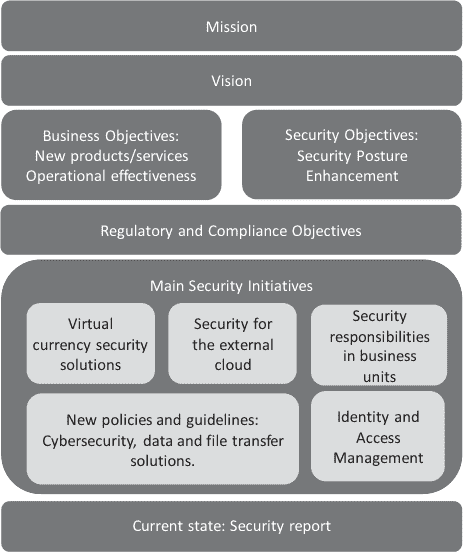 Mission
Vision
Business Objectives:
New products/services
Operational effectiveness
Security Objectives:
Security Posture
Enhancement
Regulatory and Compliance Objectives
Main Security Initiatives
Virtual
currency security
solutions
Security for
the external
cloud
Security
responsibilities
in business
units
New policies and guidelines:
Cybersecurity, data and file transfer
solutions.
Identity and
Access
Management
Current state: Security report